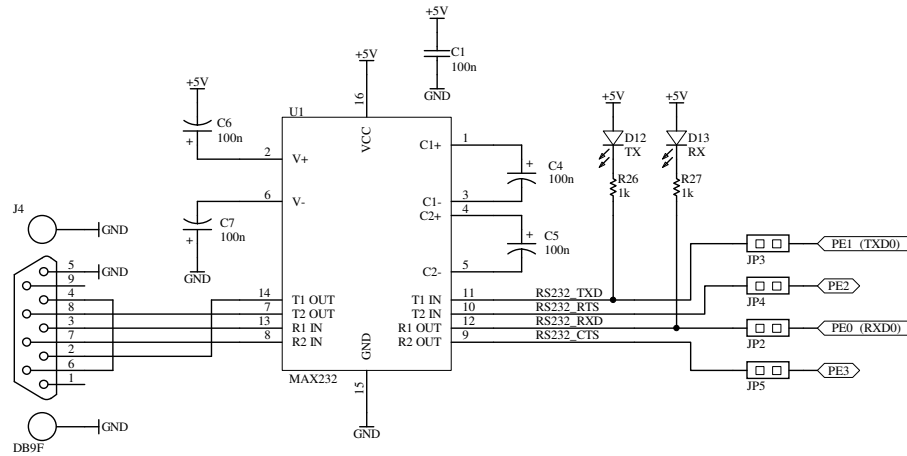 +5V
C1
100n
GND
+5V
+5V
C6
100n
+
16
U1
VCC
2
V+
6
V-
C7
100n
+
GND
C1+
1
+
C4
100n
C1-
3
C2+
4
+
C5
100n
C2-
5
+5V
+5V
D12
TX
D13
RX
R26
1k
R27
1k
J4
GND
GND
5
9
4
8
3
7
2
6
1
GND
DB9F
14
T1 OUT
7
T2 OUT
13
R1 IN
8
R2 IN
T1 IN
11
RS232_TXD
T2 IN
10
RS232_RTS
R1 OUT
12
RS232_RXD
R2 OUT
9
RS232_CTS
GND
15
MAX232
GND
JP3
PE1 (TXD0)
JP4
PE2
JP2
PE0 (RXD0)
JP5
PE3